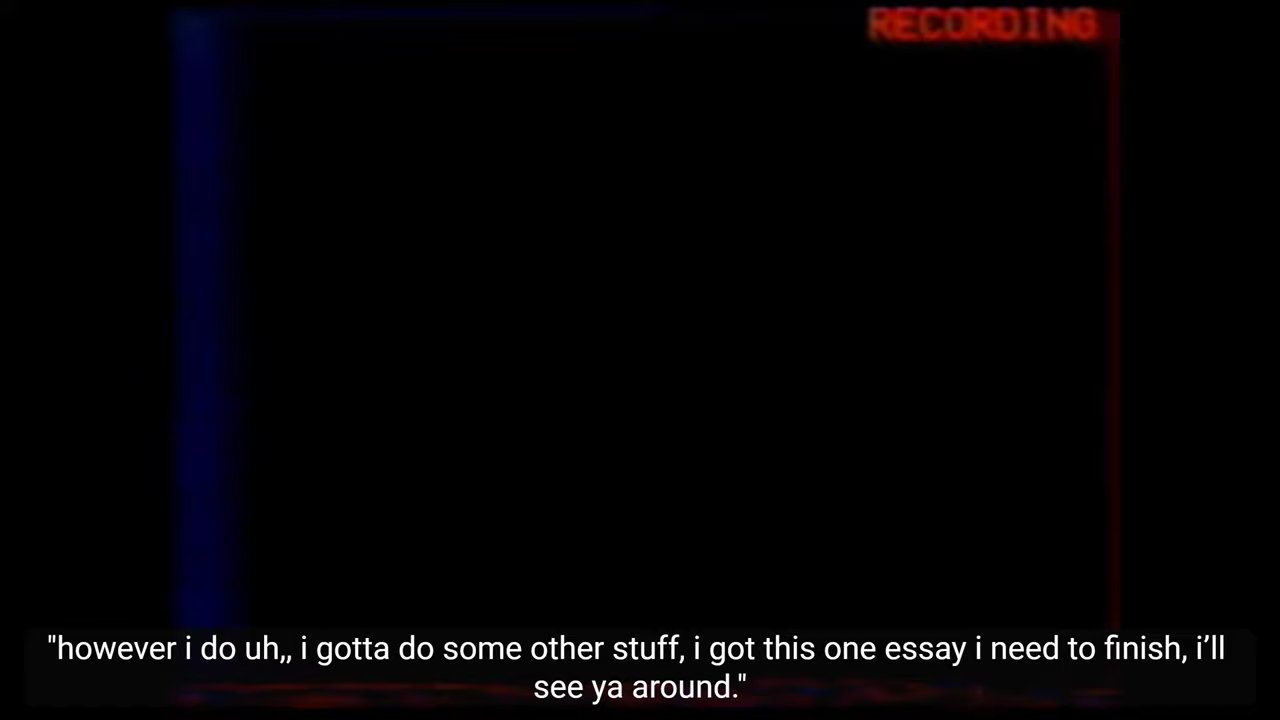 RECORDING
"however i do uh,, i gotta do some other stuff, i got this one essay i need to finish, i’ll
see ya around."